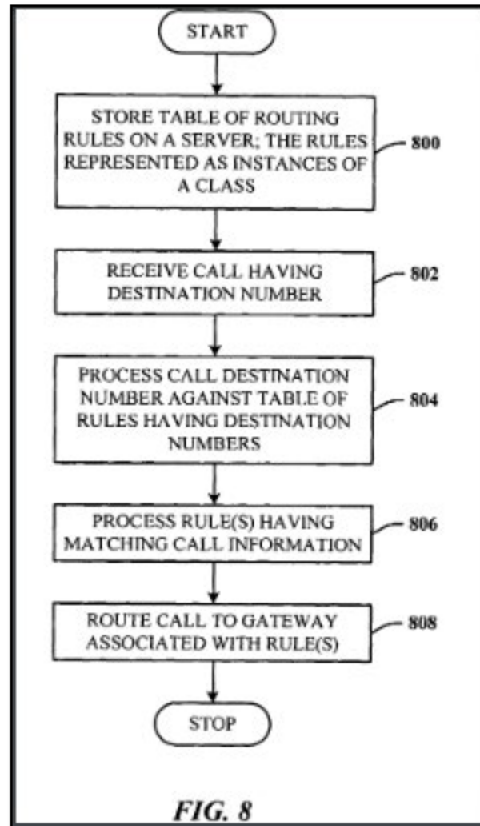 START
STORE TABLE OF ROUTING
RULES ON A SERVER; THE RULES
REPRESENTED AS INSTANCES OF
A CLASS
800
RECEIVE CALL HAVING
DESTINATION NUMBER
802
PROCESS CALL DESTINATION
NUMBER AGAINST TABLE OF
RULES HAVING DESTINATION
NUMBERS
804
PROCESS RULE(S) HAVING
MATCHING CALL INFORMATION
806
ROUTE CALL TO GATEWAY
ASSOCIATED WITH RULE(S)
808
STOP
FIG. 8